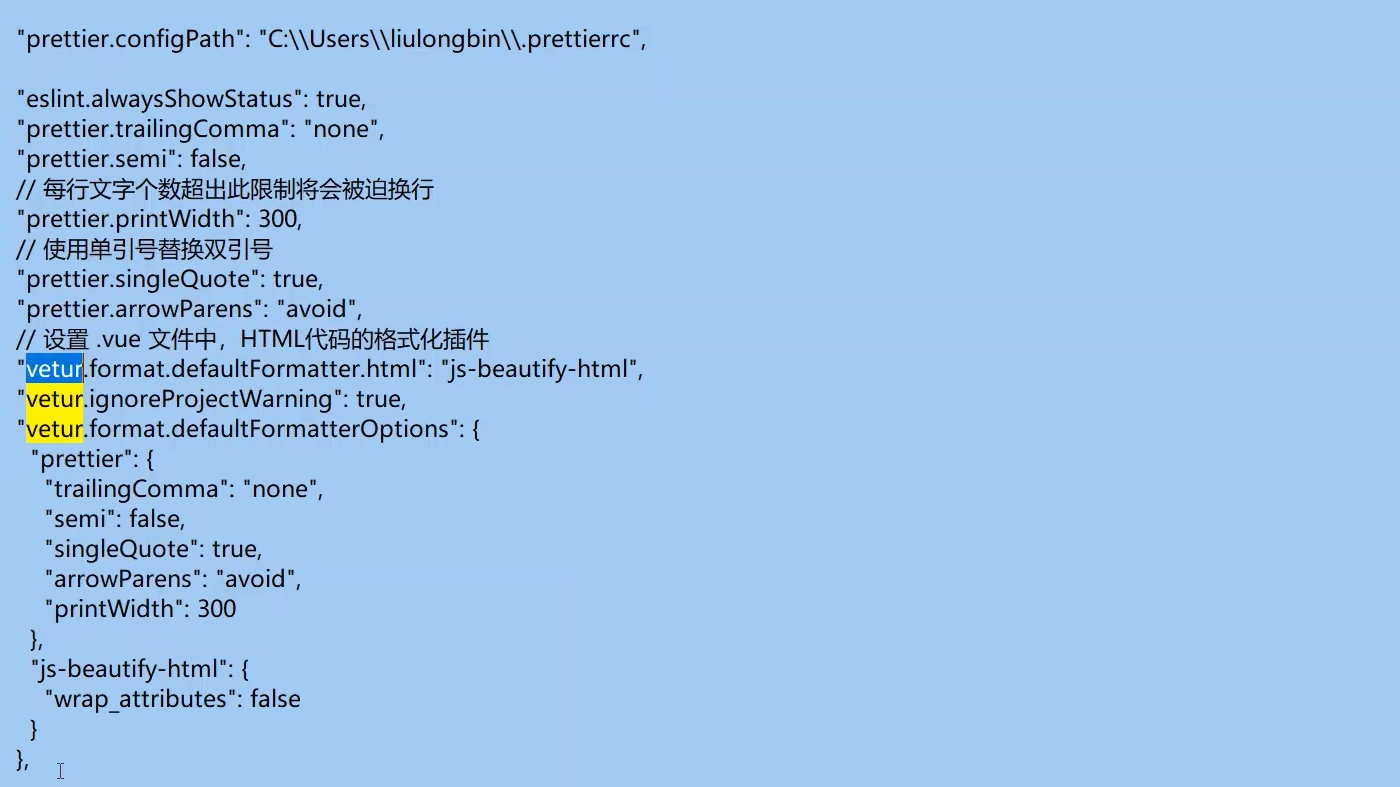 "prettier.configPath": "C:\\Users\\liulongbin\\.prettierrc",
"eslint.alwaysShowStatus": true,
"prettier.trailingComma": "none",
"prettier.semi": false,
// 每行文字个数超出此限制将会被迫换行
"prettier.printWidth": 300,
// 使用单引号替换双引号
"prettier.singleQuote": true,
"prettier.arrowParens": "avoid",
// 设置 .vue 文件中，HTML代码的格式化插件
"vetur.format.defaultFormatter.html": "js-beautify-html",
"vetur.ignoreProjectWarning": true,
"vetur.format.defaultFormatterOptions": {
"prettier": {
"trailingComma": "none",
"semi": false,
"singleQuote": true,
"arrowParens": "avoid",
"printWidth": 300
},
"js-beautify-html": {
"wrap_attributes": false
}
},